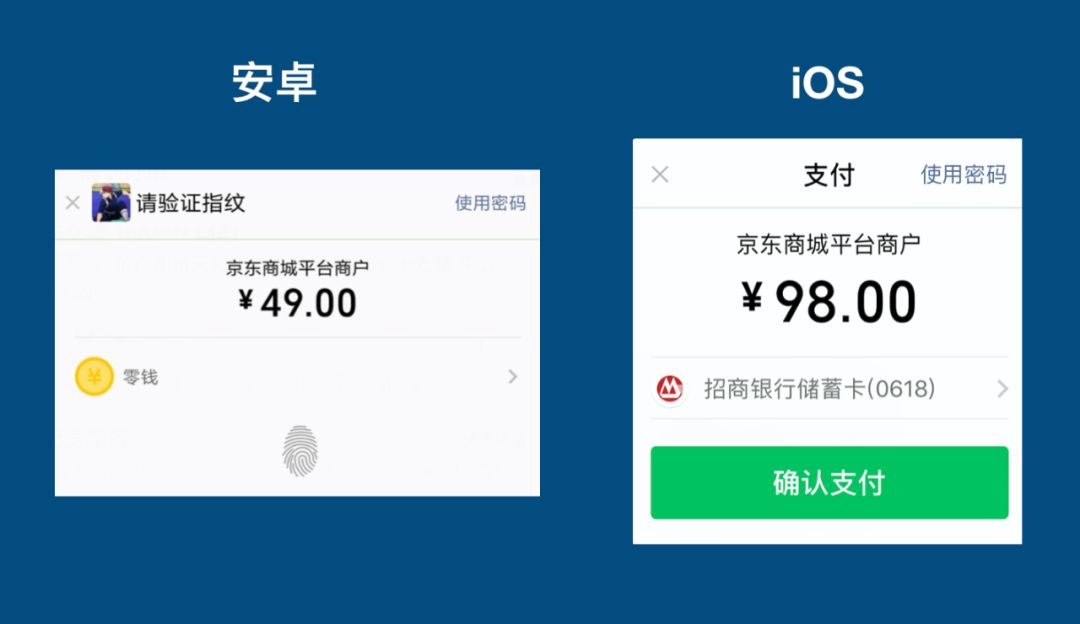 安卓
请验证指纹
使用密码
京东商城平台商户
¥49.00
¥
零钱
iOS
支付
使用密码
京东商城平台商户
¥98.00
招商银行储蓄卡(0618)
确认支付